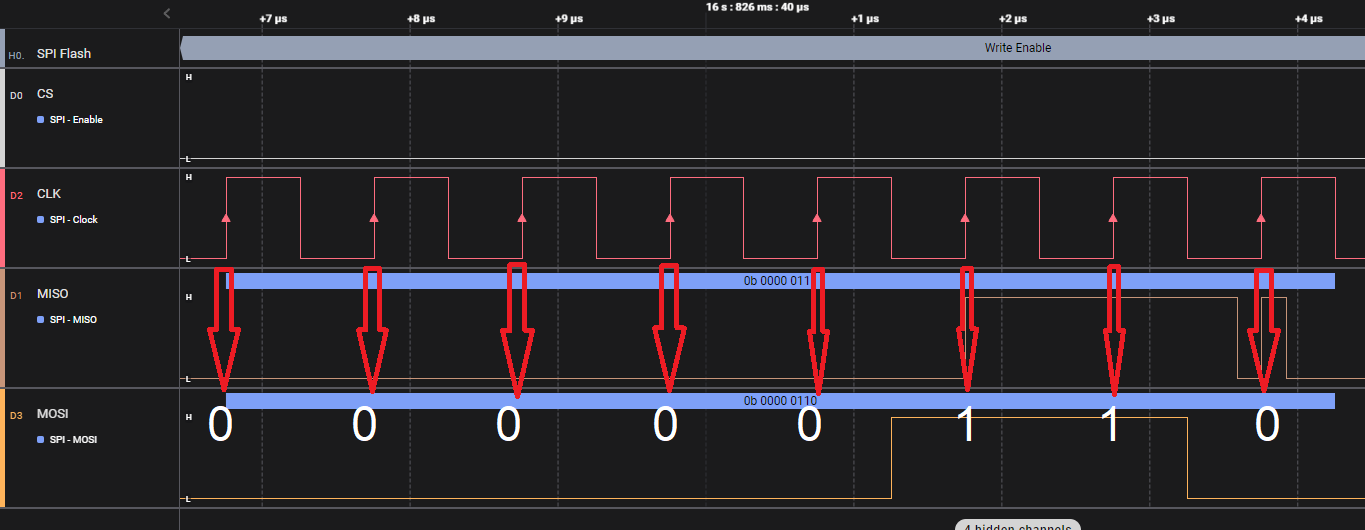 16 s : 826 ms : 40 µs
+7 µs +8 µs +9 µs +1 µs +2 µs +3 µs +4 µs
H0. SPI Flash Write Enable
H
D0 CS
SPI - Enable
L
H
D2 CLK
SPI - Clock
L
0b 0000 011
D1 MISO H
SPI - MISO
L
0b 0000 0110
D3 MOSI H 0 0 0 0 0 1 1 0
SPI - MOSI
L
4 hidden channels